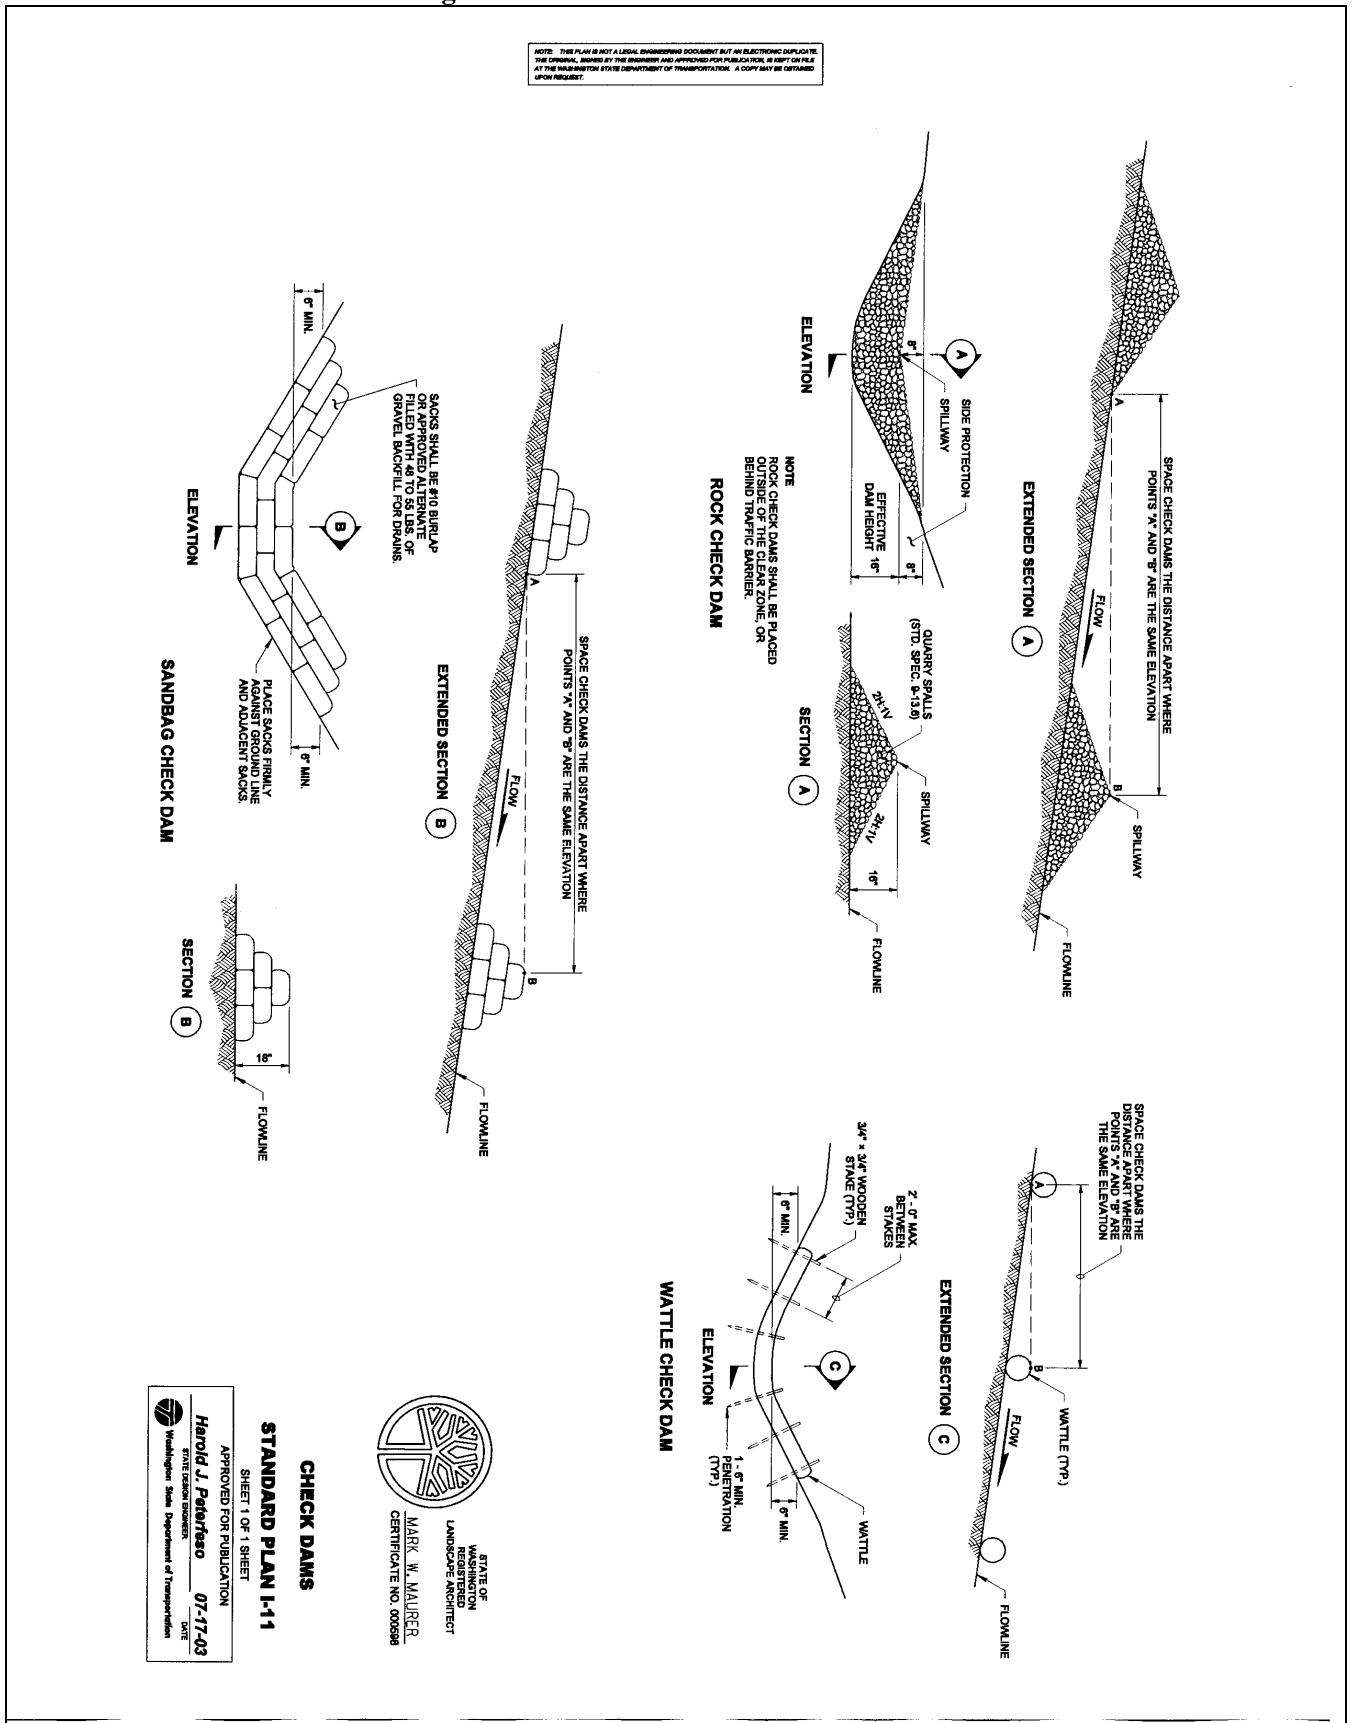 NOTE: THIS PLAN IS NOT A LEGAL ENGINEERING DOCUMENT BUT AN ELECTRONIC DUPLICATE.
THE ORIGINAL, SIGNED BY THE ENGINEER AND APPROVED FOR PUBLICATION, IS KEPT ON FILE
AT THE WASHINGTON STATE DEPARTMENT OF TRANSPORTATION. A COPY MAY BE OBTAINED
UPON REQUEST.
SPACE CHECK DAMS THE DISTANCE APART WHERE
POINTS "A" AND "B" ARE THE SAME ELEVATION
A
B
SPILLWAY
FLOW
FLOWLINE
EXTENDED SECTION A
A
8"
SIDE PROTECTION
SPILLWAY
EFFECTIVE
DAM HEIGHT 16"
8"
ELEVATION
QUARRY SPALLS
(STD. SPEC. 9-13.6)
2H:1V
2H:1V
SPILLWAY
16"
FLOWLINE
SECTION A
NOTE
ROCK CHECK DAMS SHALL BE PLACED
OUTSIDE OF THE CLEAR ZONE, OR
BEHIND TRAFFIC BARRIER.
ROCK CHECK DAM
SPACE CHECK DAMS THE
DISTANCE APART WHERE
POINTS "A" AND "B" ARE
THE SAME ELEVATION
A
B
WATTLE (TYP.)
FLOW
FLOWLINE
EXTENDED SECTION C
2' - 0" MAX.
BETWEEN
STAKES
3/4" x 3/4" WOODEN
STAKE (TYP.)
6" MIN.
C
WATTLE
6" MIN.
1 - 6" MIN.
PENETRATION
(TYP.)
ELEVATION
WATTLE CHECK DAM
SPACE CHECK DAMS THE DISTANCE APART WHERE
POINTS "A" AND "B" ARE THE SAME ELEVATION
A
B
FLOW
FLOWLINE
EXTENDED SECTION B
SACKS SHALL BE #10 BURLAP
OR APPROVED ALTERNATE
FILLED WITH 48 TO 55 LBS. OF
GRAVEL BACKFILL FOR DRAINS.
6" MIN.
B
6" MIN.
PLACE SACKS FIRMLY
AGAINST GROUND LINE
AND ADJACENT SACKS.
ELEVATION
18"
FLOWLINE
SECTION B
SANDBAG CHECK DAM
STATE OF
WASHINGTON
REGISTERED
LANDSCAPE ARCHITECT
MARK W. MAURER
CERTIFICATE NO. 000598
CHECK DAMS
STANDARD PLAN I-11
SHEET 1 OF 1 SHEET
APPROVED FOR PUBLICATION
Harold J. Peterfeso 07-17-03
STATE DESIGN ENGINEER DATE
Washington State Department of Transportation